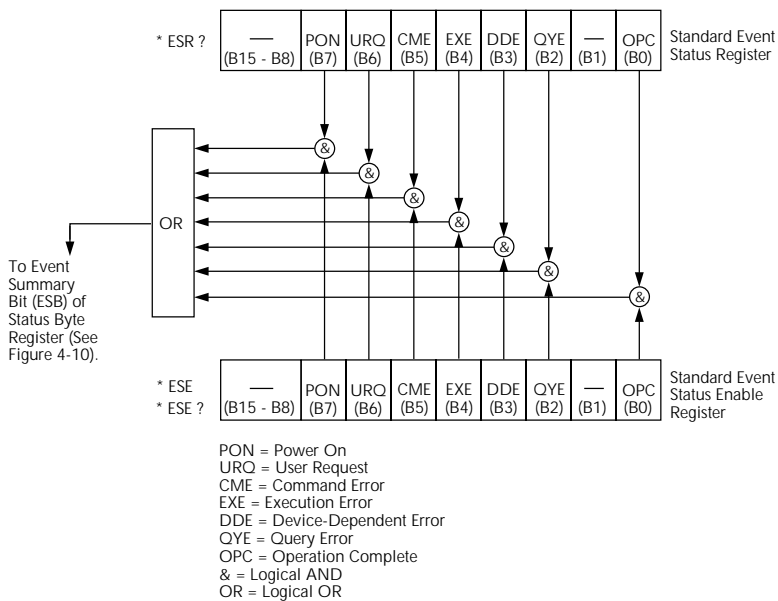 * ESR ?
—
(B15 - B8)
PON
(B7)
URQ
(B6)
CME
(B5)
EXE
(B4)
DDE
(B3)
QYE
(B2)
—
(B1)
OPC
(B0)
Standard Event
Status Register
&
&
&
&
&
&
&
OR
To Event
Summary
Bit (ESB) of
Status Byte
Register (See
Figure 4-10).
* ESE
* ESE ?
—
(B15 - B8)
PON
(B7)
URQ
(B6)
CME
(B5)
EXE
(B4)
DDE
(B3)
QYE
(B2)
—
(B1)
OPC
(B0)
Standard Event
Status Enable
Register
PON = Power On
URQ = User Request
CME = Command Error
EXE = Execution Error
DDE = Device-Dependent Error
QYE = Query Error
OPC = Operation Complete
& = Logical AND
OR = Logical OR